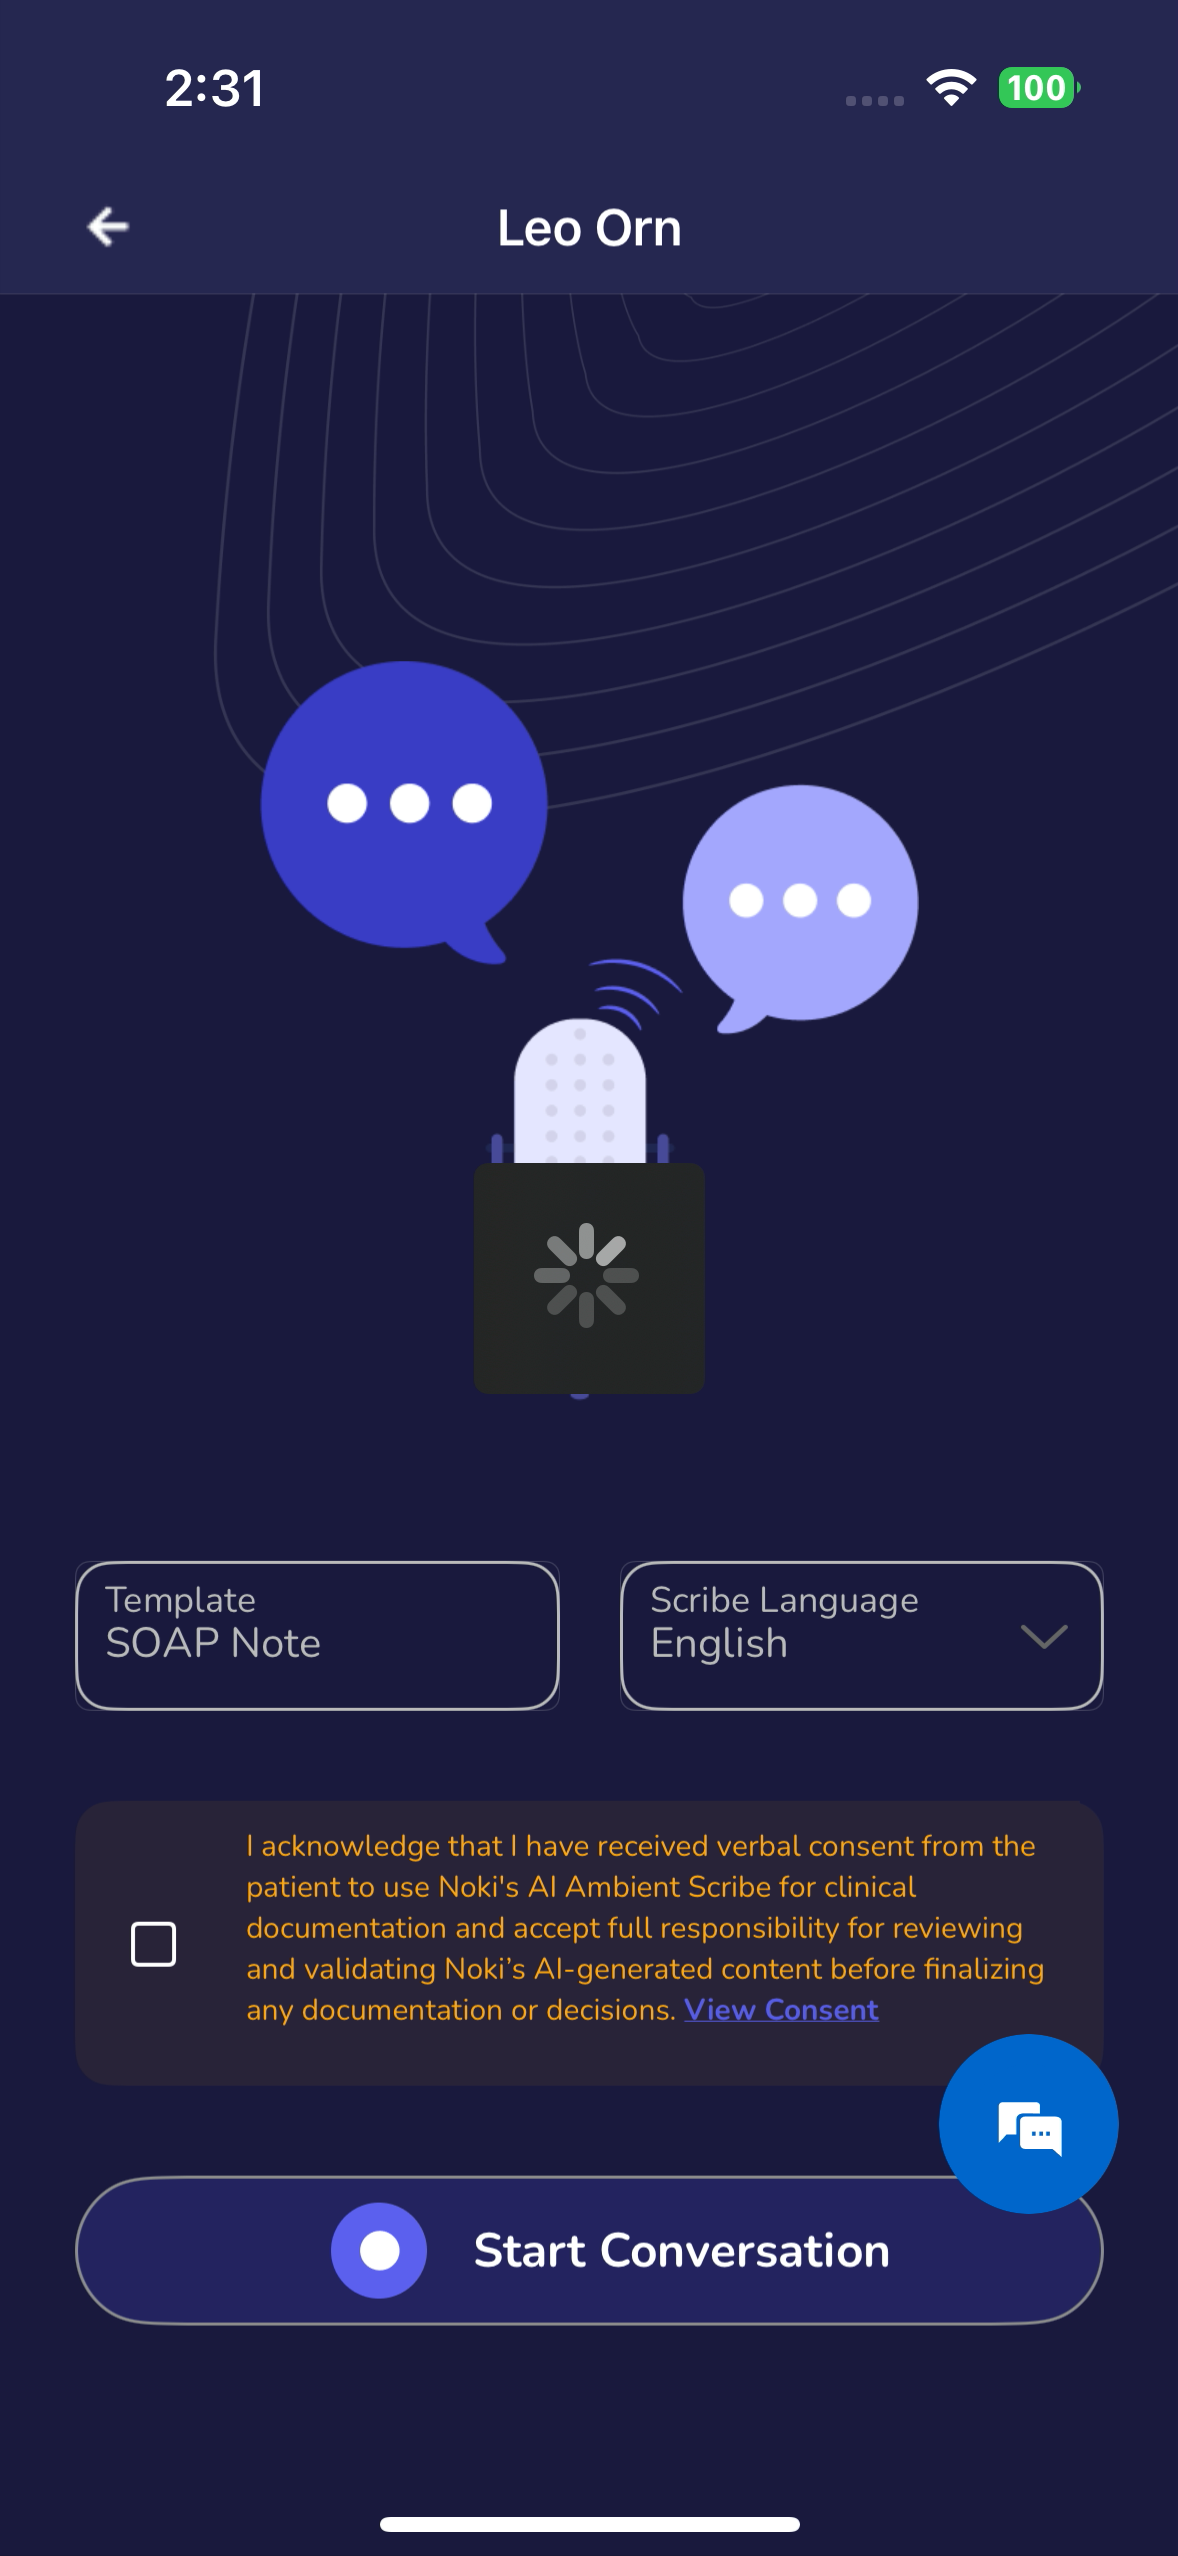 2:31
100
Leo Orn
Template
SOAP Note
Scribe Language
English
I acknowledge that I have received verbal consent from the
patient to use Noki's AI Ambient Scribe for clinical
documentation and accept full responsibility for reviewing
and validating Noki’s AI-generated content before finalizing
any documentation or decisions. View Consent
Start Conversation